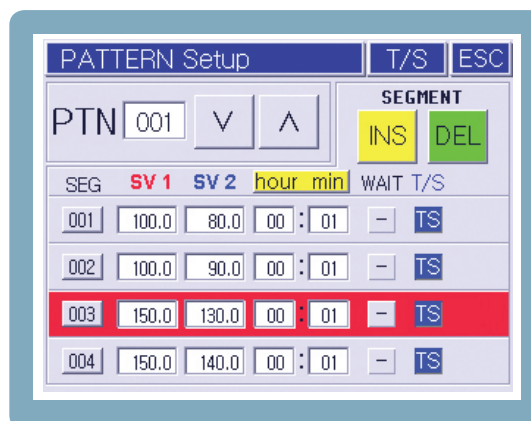 PATTERN Setup T/S ESC
SEGMENT
PTN 001 V Λ INS DEL
SEG SV 1 SV 2 hour min WAIT T/S
001 100.0 80.0 00 : 01 - TS
002 100.0 90.0 00 : 01 - TS
003 150.0 130.0 00 : 01 - TS
004 150.0 140.0 00 : 01 - TS